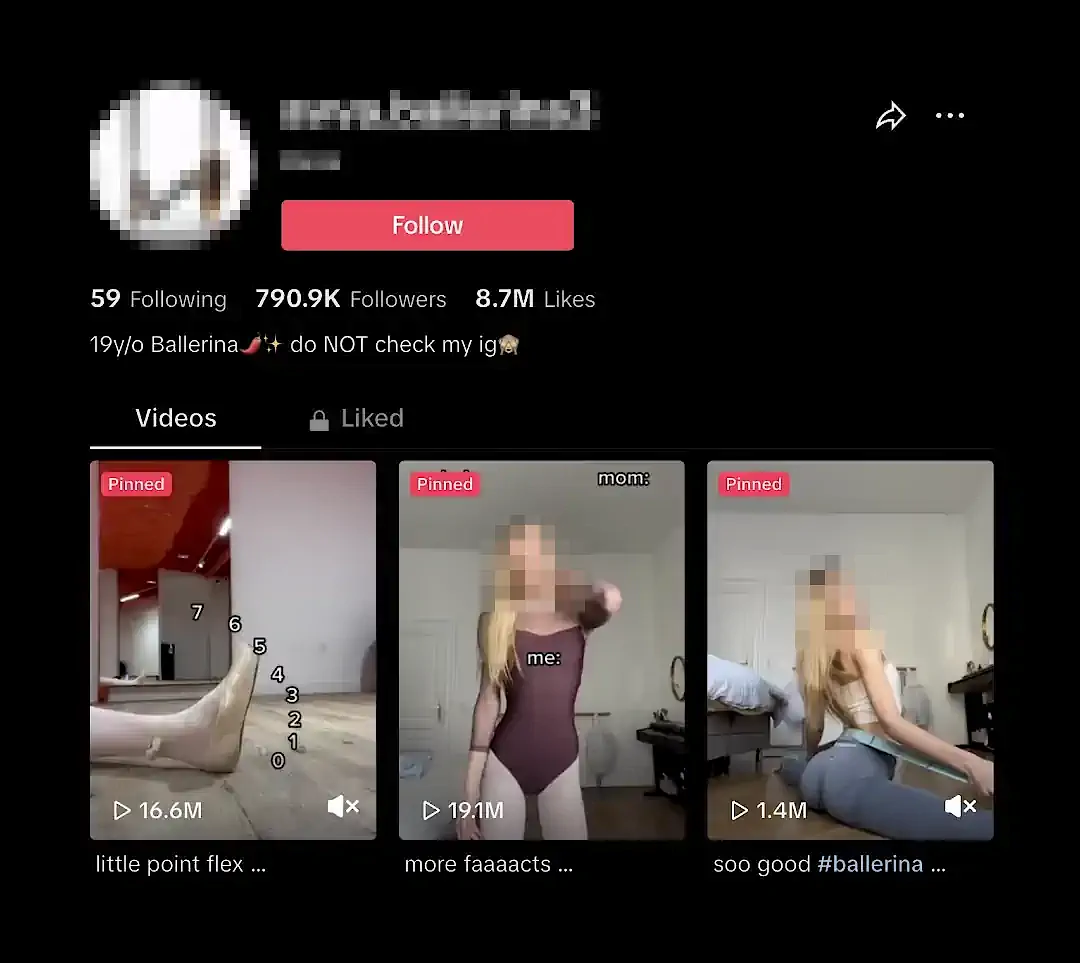 Follow
59 Following 790.9K Followers 8.7M Likes
19y/o Ballerina🌶️✨ do NOT check my ig🙈
Videos Liked
Pinned
7
6
5
4
3
2
1
0
16.6M
little point flex ...
Pinned
mom:
me:
19.1M
more faaaacts ...
Pinned
1.4M
soo good #ballerina ...